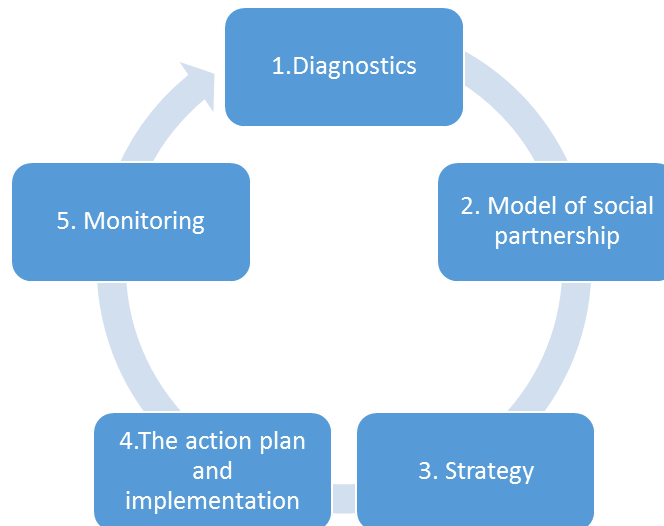 1.Diagnostics
2. Model of social
partnership
3. Strategy
4.The action plan
and
implementation
5. Monitoring